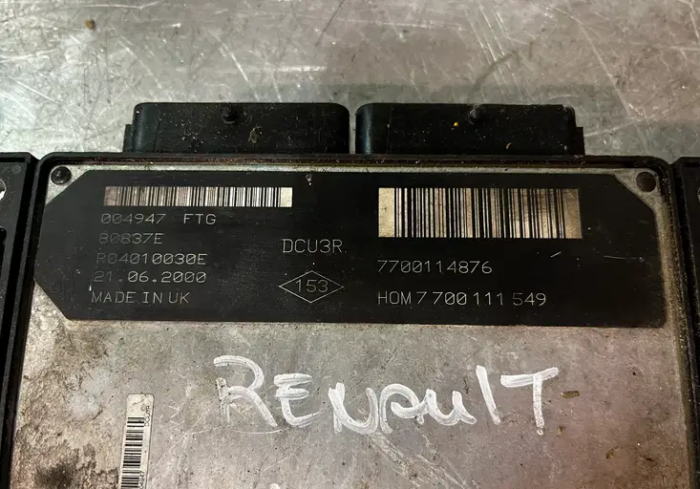 004947 FTG
80837E
R04010030E
21.06.2000
MADE IN UK
DCU3R
153
7700114876
HOM 7 700 111 549
RENAULT